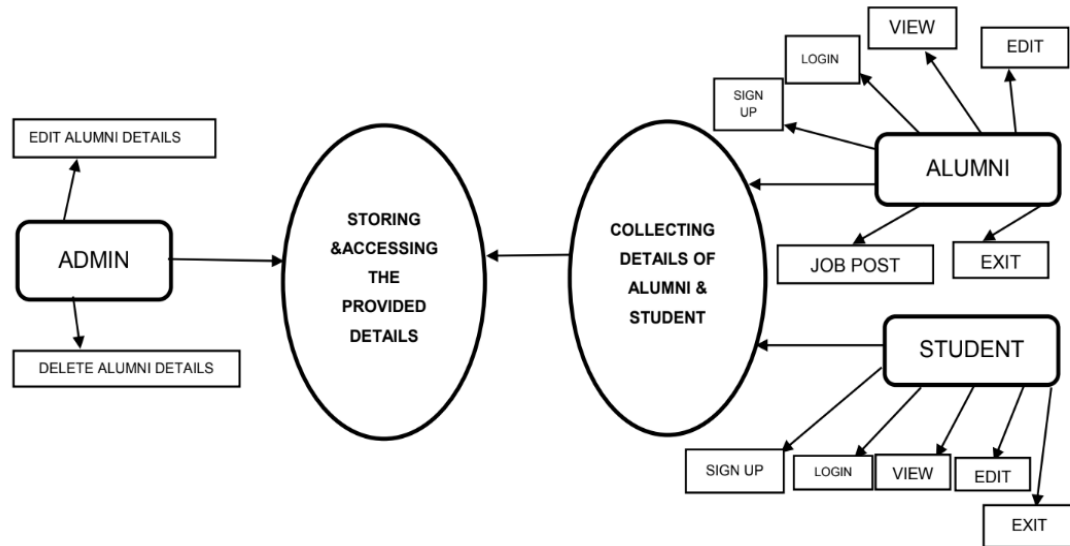 VIEW
EDIT
LOGIN
SIGN
UP
EDIT ALUMNI DETAILS
ALUMNI
STORING
&ACCESSING
THE
PROVIDED
DETAILS
COLLECTING
DETAILS OF
ALUMNI &
STUDENT
ADMIN
JOB POST
EXIT
STUDENT
DELETE ALUMNI DETAILS
SIGN UP
LOGIN
VIEW
EDIT
EXIT